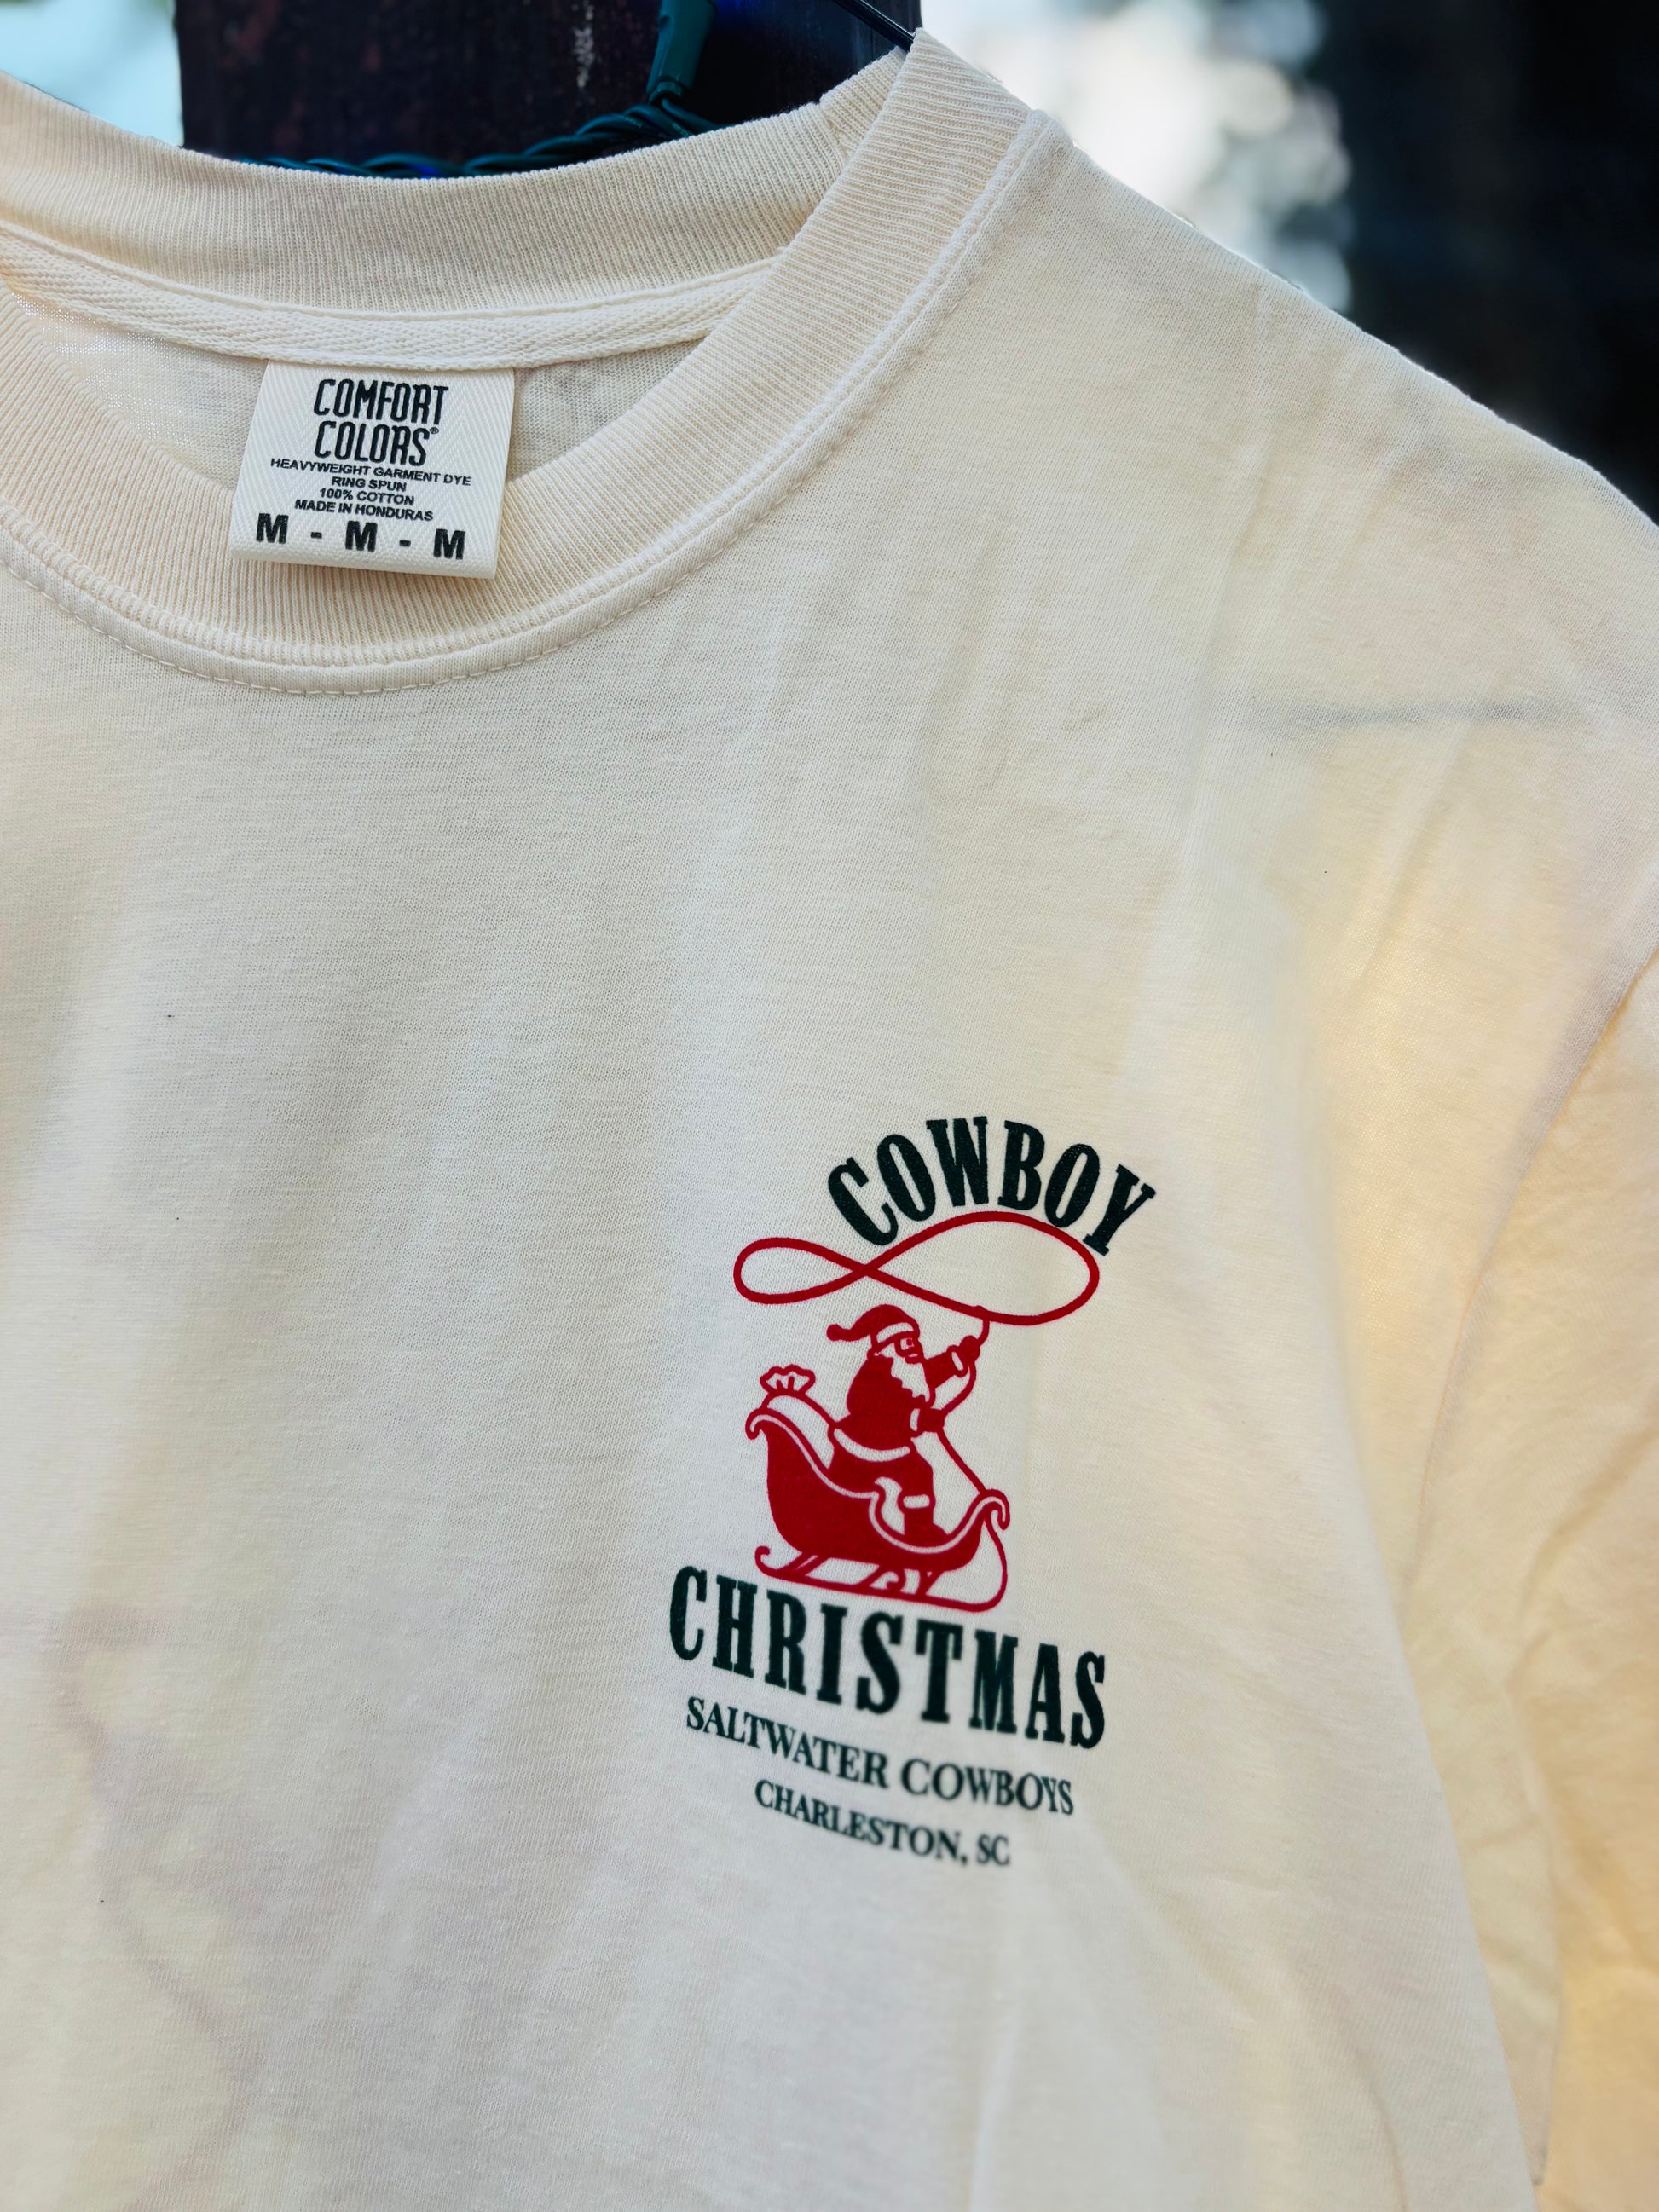 COMFORT
COLORS®
HEAVYWEIGHT GARMENT DYE
RING SPUN
100% COTTON
MADE IN HONDURAS
M - M - M
COWBOY
CHRISTMAS
SALTWATER COWBOYS
CHARLESTON, SC